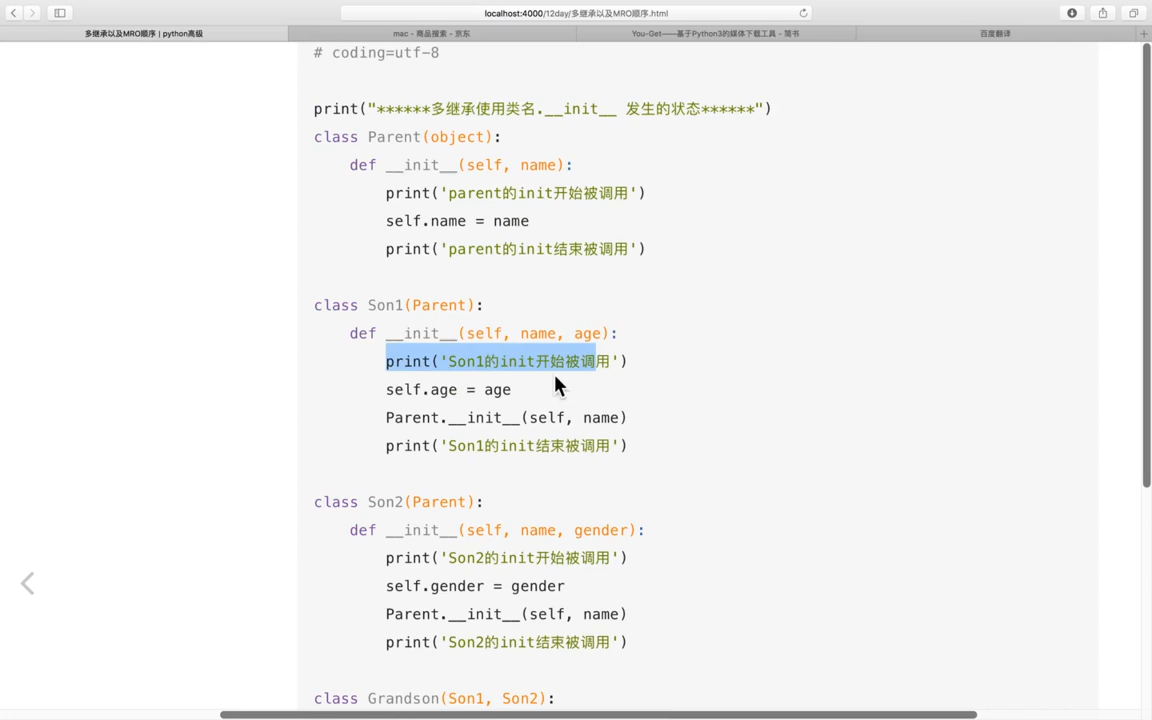 localhost:4000/12day/多继承以及MRO顺序.html
多继承以及MRO顺序 | python高级
mac - 商品搜索 - 京东
You-Get——基于Python3的媒体下载工具 - 简书
百度翻译
# coding=utf-8
print("******多继承使用类名.__init__ 发生的状态******")
class Parent(object):
    def __init__(self, name):
        print('parent的init开始被调用')
        self.name = name
        print('parent的init结束被调用')
class Son1(Parent):
    def __init__(self, name, age):
        print('Son1的init开始被调用')
        self.age = age
        Parent.__init__(self, name)
        print('Son1的init结束被调用')
class Son2(Parent):
    def __init__(self, name, gender):
        print('Son2的init开始被调用')
        self.gender = gender
        Parent.__init__(self, name)
        print('Son2的init结束被调用')
class Grandson(Son1, Son2):